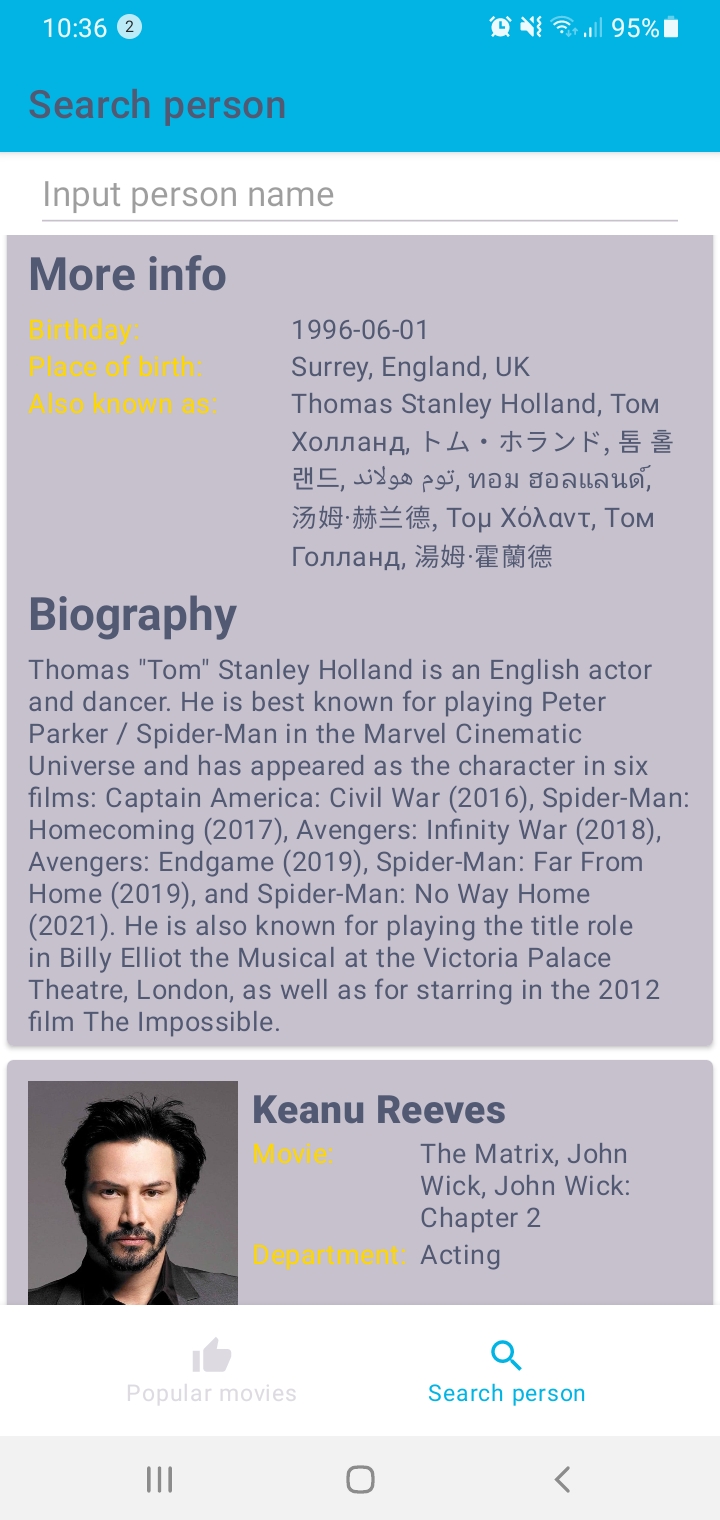 10:36 2 95%
Search person
Input person name
More info
Birthday: 1996-06-01
Place of birth: Surrey, England, UK
Also known as: Thomas Stanley Holland, Том
Холланд, トム・ホランド, 톰 홀
랜드, توم هولاند, ทอม ฮอลแลนด์,
汤姆·赫兰德, Τομ Χόλαντ, Том
Голланд, 湯姆·霍蘭德
Biography
Thomas "Tom" Stanley Holland is an English actor
and dancer. He is best known for playing Peter
Parker / Spider-Man in the Marvel Cinematic
Universe and has appeared as the character in six
films: Captain America: Civil War (2016), Spider-Man:
Homecoming (2017), Avengers: Infinity War (2018),
Avengers: Endgame (2019), Spider-Man: Far From
Home (2019), and Spider-Man: No Way Home
(2021). He is also known for playing the title role
in Billy Elliot the Musical at the Victoria Palace
Theatre, London, as well as for starring in the 2012
film The Impossible.
Keanu Reeves
Movie: The Matrix, John
Wick, John Wick:
Chapter 2
Department: Acting
Popular movies Search person